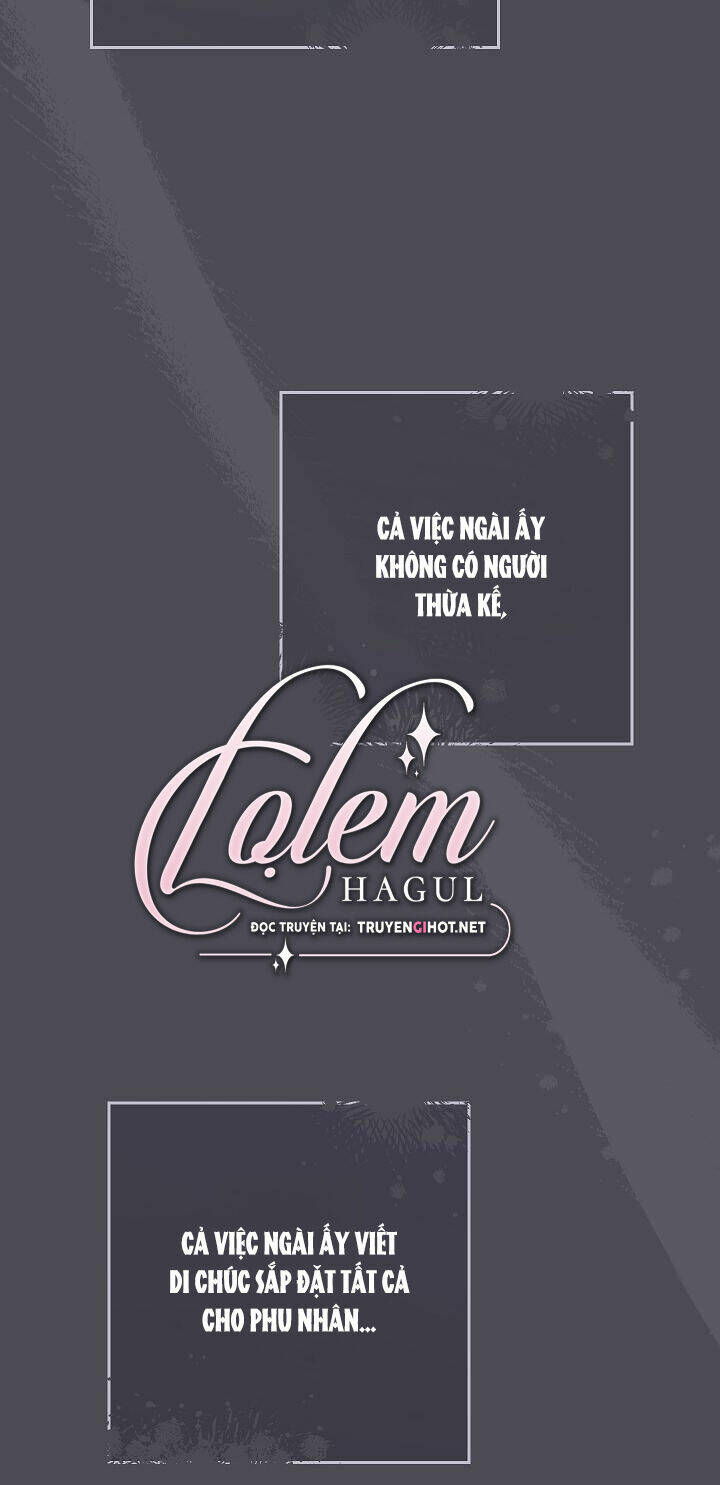 CẢ VIỆC NGÀI ẤY
KHÔNG CÓ NGƯỜI
THỪA KẾ,
Lọlem
HAGUL
ĐỌC TRUYỆN TẠI: TRUYENGIHOT.NET
CẢ VIỆC NGÀI ẤY VIẾT
DI CHÚC SẮP ĐẶT TẤT CẢ
CHO PHU NHÂN...